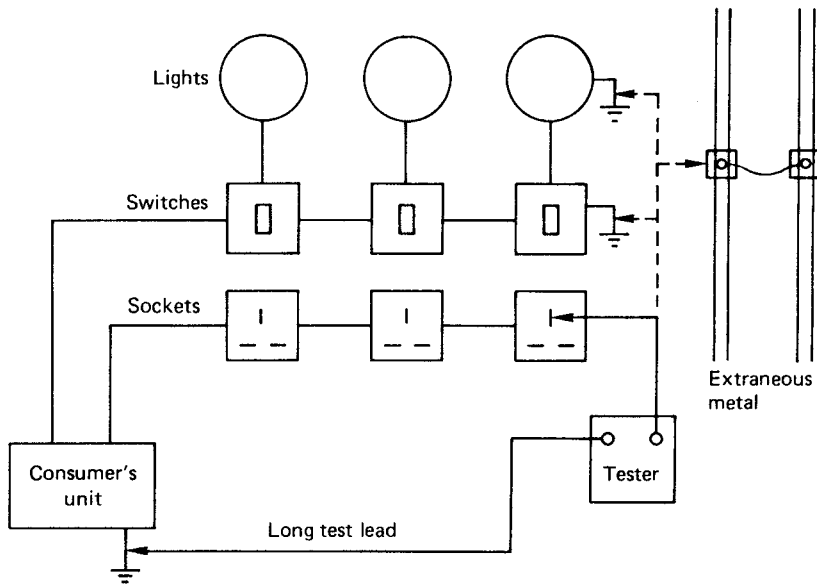 Lights
Switches
Sockets
Extraneous
metal
Consumer's
unit
Tester
Long test lead